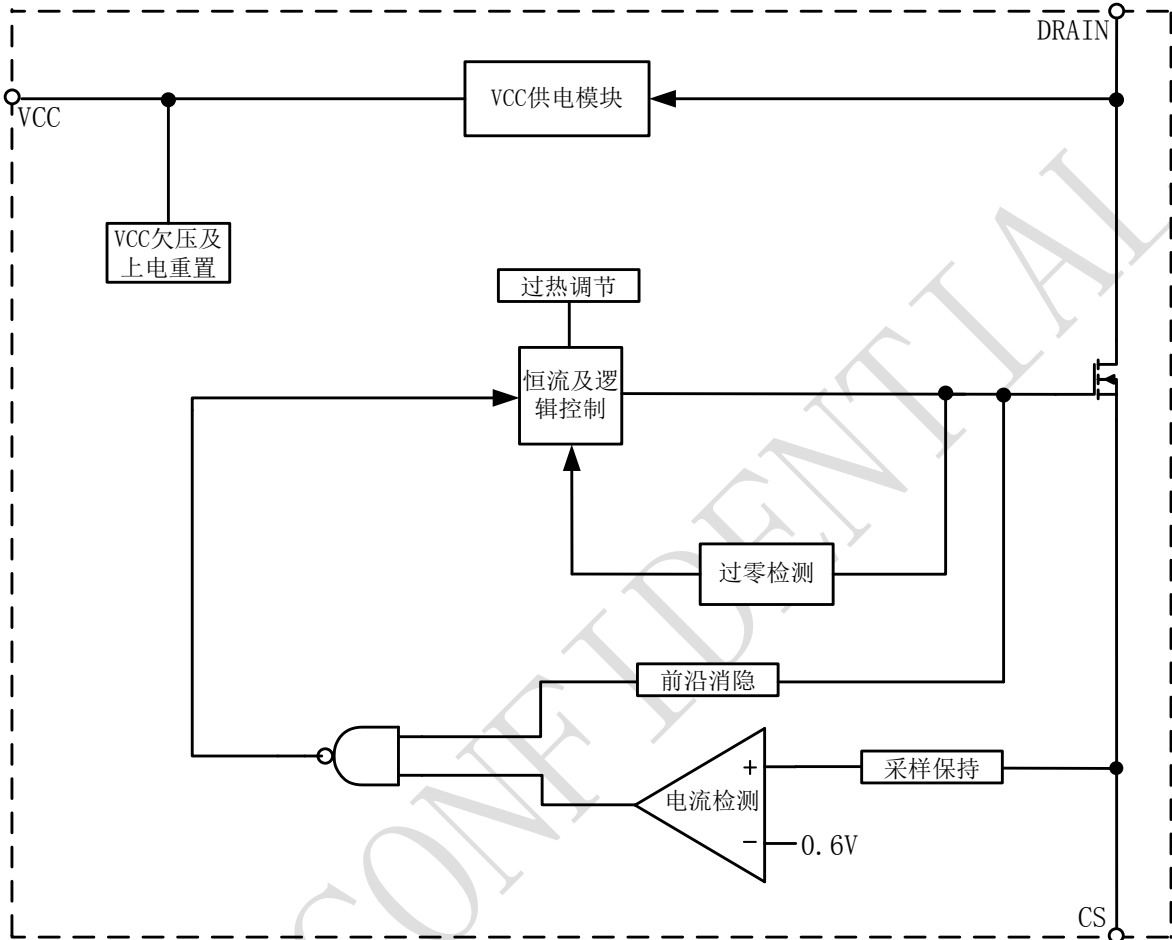 DRAIN
VCC供电模块
VCC
VCC欠压及
上电重置
过热调节
恒流及逻
辑控制
过零检测
前沿消隐
+
电流检测
采样保持
− 0.6V
CS
CONFIDENTIAL